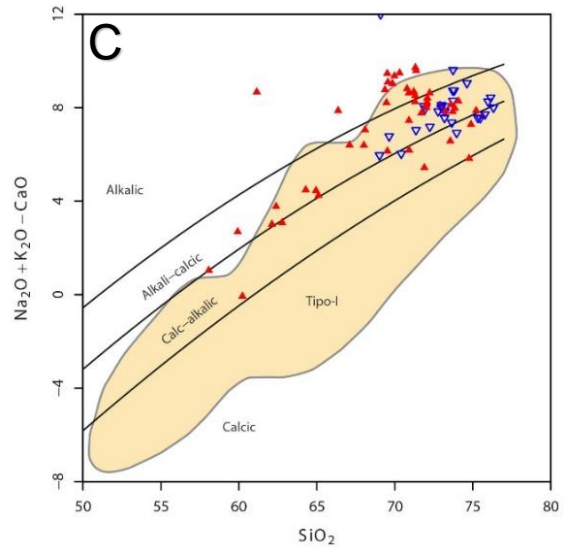 C
12
8
4
0
−4
−8
Na₂O + K₂O − CaO
Alkalic
Alkali−calcic
Calc−alkalic
Tipo-I
Calcic
50 55 60 65 70 75 80
SiO₂